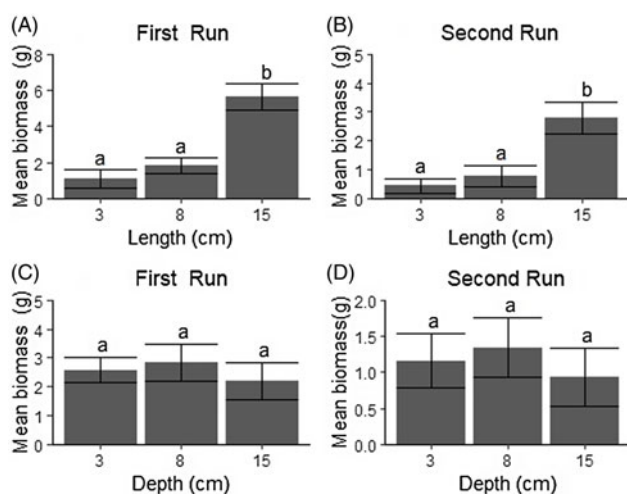 (A)
First Run
Mean biomass (g)
8
6
4
2
0
a
a
b
3
8
15
Length (cm)
(B)
Second Run
Mean biomass (g)
5
4
3
2
1
0
a
a
b
3
8
15
Length (cm)
(C)
First Run
Mean biomass (g)
5
4
3
2
1
0
a
a
a
3
8
15
Depth (cm)
(D)
Second Run
Mean biomass(g)
2.0
1.5
1.0
0.5
0.0
a
a
a
3
8
15
Depth (cm)